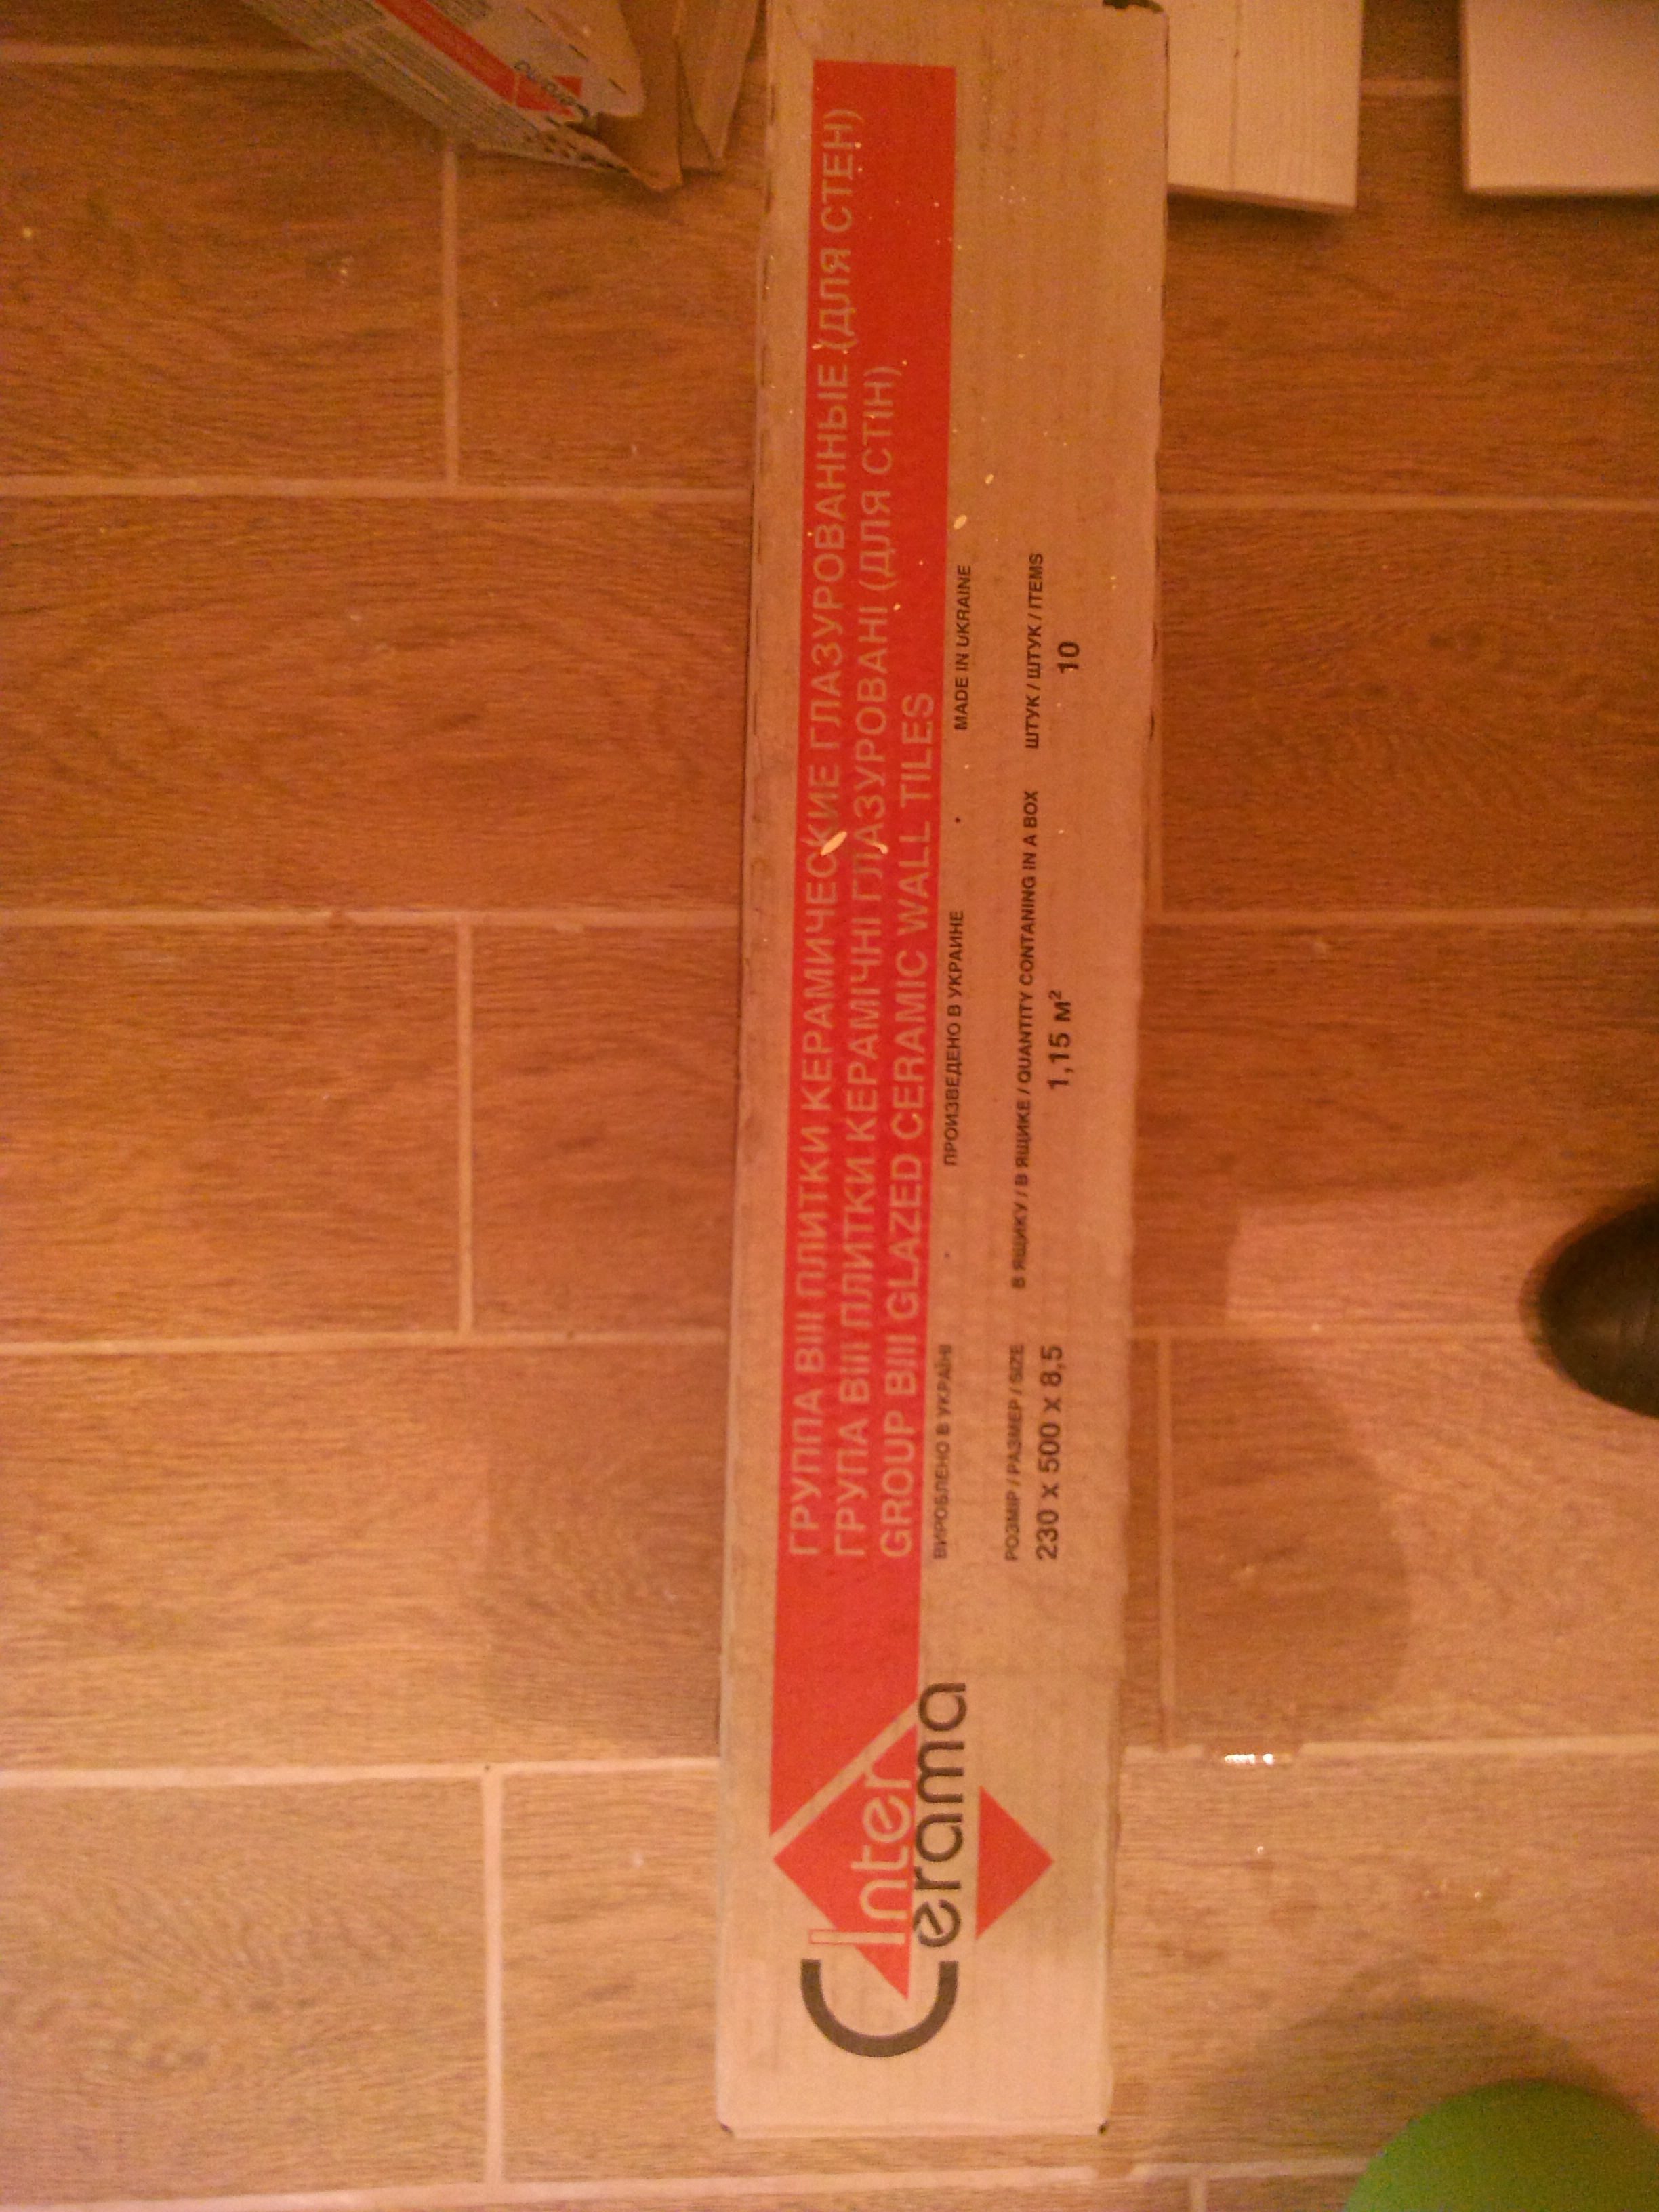 ГРУППА BIII ПЛИТКИ КЕРАМИЧЕСКИЕ ГЛАЗУРОВАННЫЕ (ДЛЯ СТЕН)
ГРУПА BIII ПЛИТКИ КЕРАМІЧНІ ГЛАЗУРОВАНІ (ДЛЯ СТІН)
GROUP BIII GLAZED CERAMIC WALL TILES
Inter
Cerama
ВИРОБЛЕНО В УКРАЇНІ ПРОИЗВЕДЕНО В УКРАИНЕ MADE IN UKRAINE
РОЗМІР / РАЗМЕР / SIZE В ЯЩИКУ / В ЯЩИКЕ / QUANTITY CONTANING IN A BOX ШТУК / ШТУК / ITEMS
230 x 500 x 8,5 1,15 м² 10